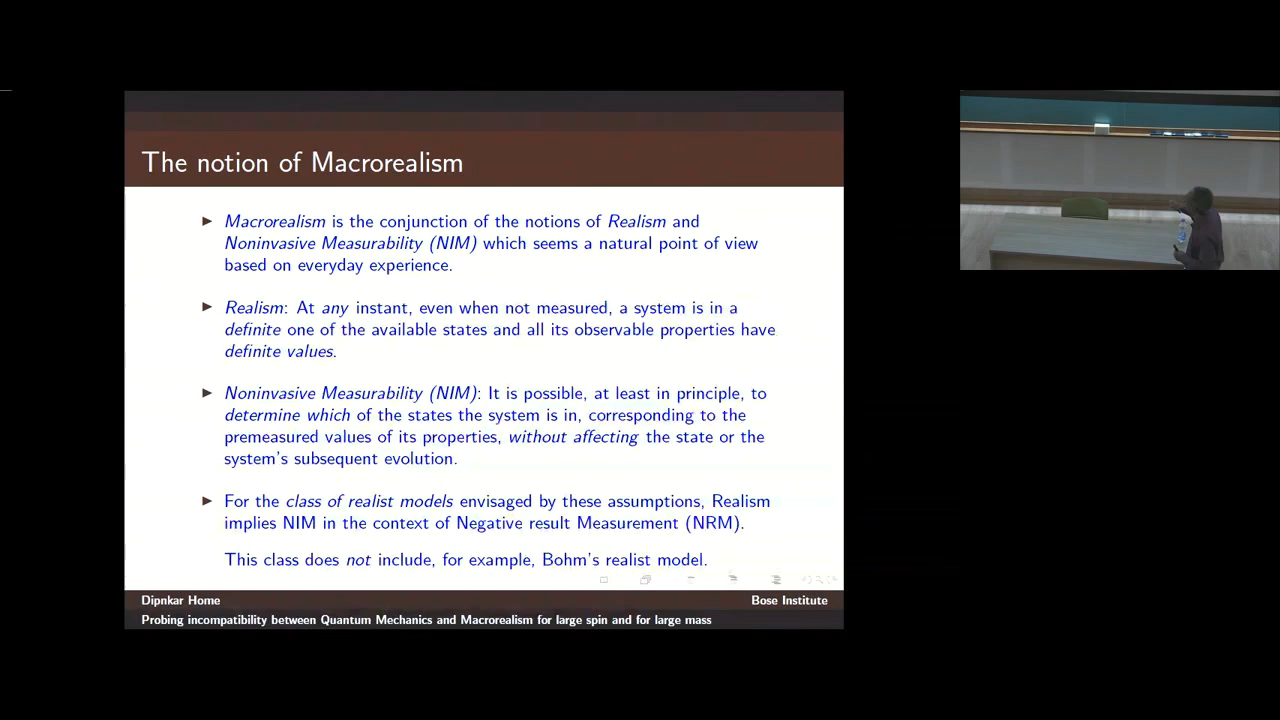 The notion of Macrorealism
► Macrorealism is the conjunction of the notions of Realism and
Noninvasive Measurability (NIM) which seems a natural point of view
based on everyday experience.
► Realism: At any instant, even when not measured, a system is in a
definite one of the available states and all its observable properties have
definite values.
► Noninvasive Measurability (NIM): It is possible, at least in principle, to
determine which of the states the system is in, corresponding to the
premeasured values of its properties, without affecting the state or the
system's subsequent evolution.
► For the class of realist models envisaged by these assumptions, Realism
implies NIM in the context of Negative result Measurement (NRM).
This class does not include, for example, Bohm's realist model.
Dipnkar Home
Bose Institute
Probing incompatibility between Quantum Mechanics and Macrorealism for large spin and for large mass